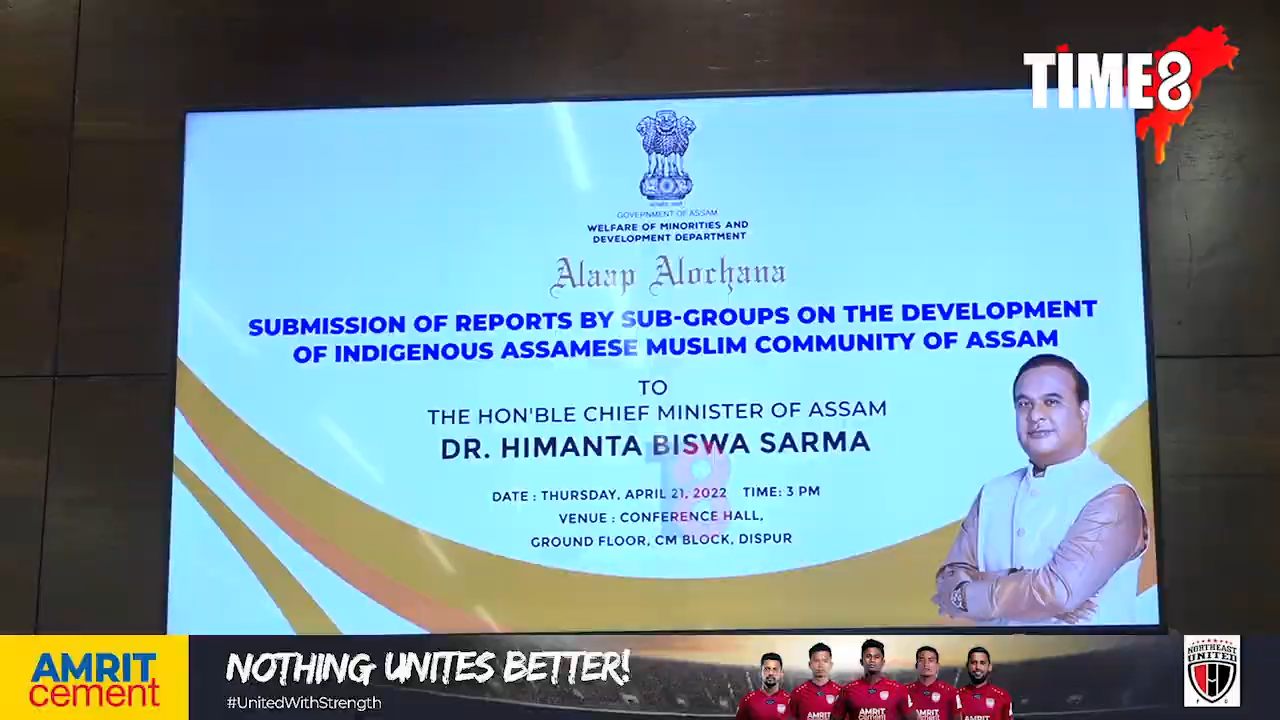 TIME8
GOVERNMENT OF ASSAM
WELFARE OF MINORITIES AND
DEVELOPMENT DEPARTMENT
Alaap Alochana
SUBMISSION OF REPORTS BY SUB-GROUPS ON THE DEVELOPMENT
OF INDIGENOUS ASSAMESE MUSLIM COMMUNITY OF ASSAM
TO
THE HON'BLE CHIEF MINISTER OF ASSAM
DR. HIMANTA BISWA SARMA
DATE : THURSDAY, APRIL 21, 2022 TIME: 3 PM
VENUE : CONFERENCE HALL,
GROUND FLOOR, CM BLOCK, DISPUR
AMRIT
cement
NOTHING UNITES BETTER!
#UnitedWithStrength
NORTHEAST
UNITED
F C